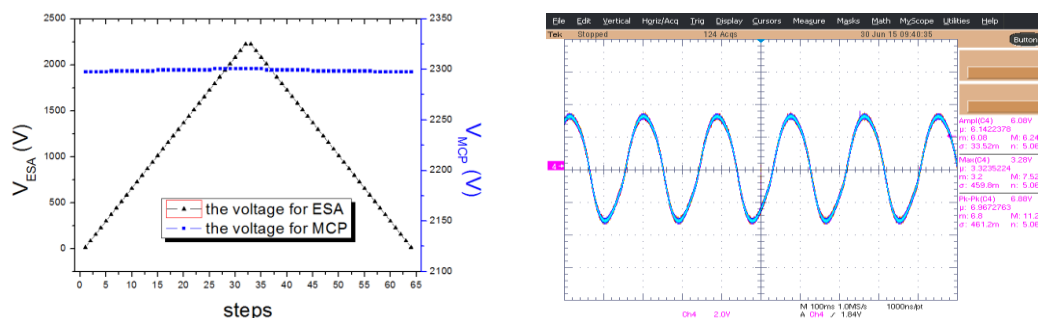 2500
2000
1500
1000
500
0
V_ESA (V)
2350
2300
2250
2200
2150
2100
V_MCP (V)
the voltage for ESA
the voltage for MCP
0 5 10 15 20 25 30 35 40 45 50 55 60 65
steps
File Edit Vertical Horiz/Acq Trig Display Cursors Measure Masks Math MyScope Utilities Help
Tek Stopped 124 Acqs 30 Jun 15 09:40:35
Button
Ampl(C4) 6.08V
µ: 6.1422378
m: 6.08 M: 6.24
σ: 33.52m n: 5.06
Max(C4) 3.28V
µ: 3.3235224
m: 3.2 M: 7.52
σ: 459.8m n: 5.06
Pk-Pk(C4) 6.88V
µ: 6.9672763
m: 6.8 M: 11.2
σ: 461.2m n: 5.06
4
Ch4 2.0V
M 100ms 1.0MS/s 1000ns/pt
A Ch4 / 1.84V